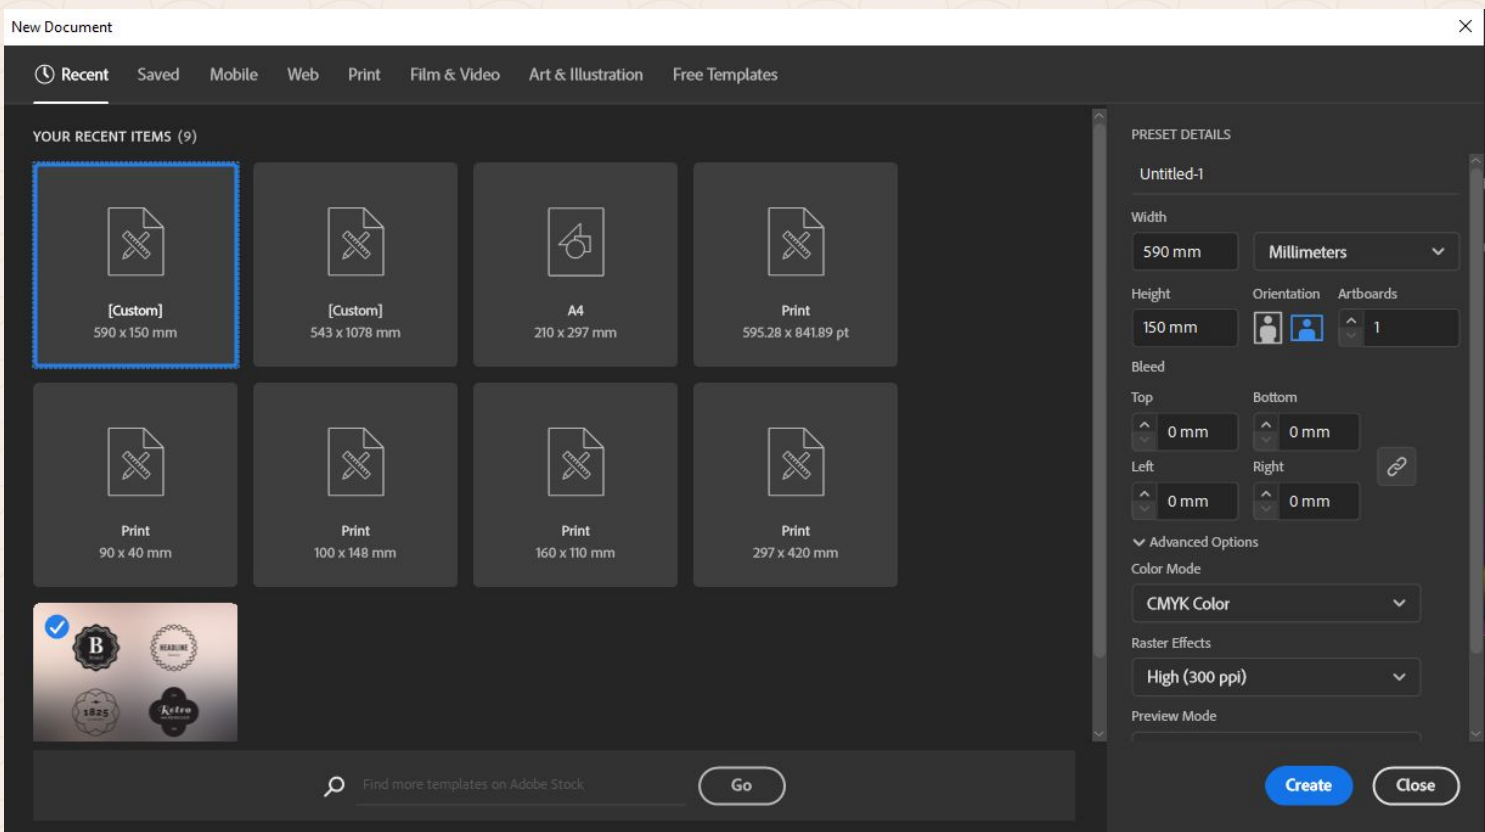 New Document
Recent Saved Mobile Web Print Film & Video Art & Illustration Free Templates
YOUR RECENT ITEMS (9)
[Custom]
590 x 150 mm
[Custom]
543 x 1078 mm
A4
210 x 297 mm
Print
595.28 x 841.89 pt
Print
90 x 40 mm
Print
100 x 148 mm
Print
160 x 110 mm
Print
297 x 420 mm
B
HEADLINE
1825
Retro
Find more templates on Adobe Stock
Go
PRESET DETAILS
Untitled-1
Width
590 mm Millimeters
Height Orientation Artboards
150 mm 1
Bleed
Top Bottom
0 mm 0 mm
Left Right
0 mm 0 mm
Advanced Options
Color Mode
CMYK Color
Raster Effects
High (300 ppi)
Preview Mode
Create Close